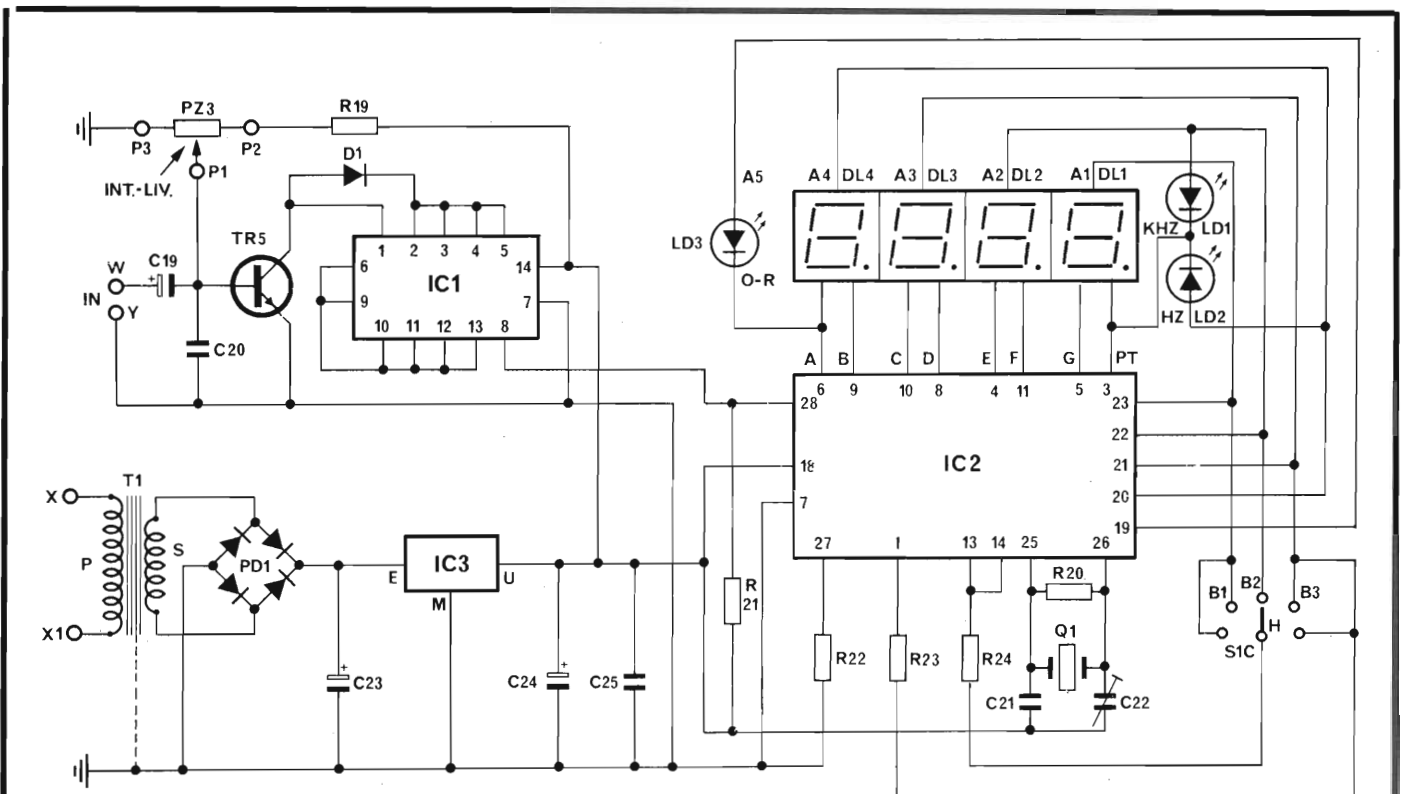 PZ3
R19
P3
P2
D1
P1
INT.-LIV.
A5
A4
DL4
A3
DL3
A2
DL2
A1
DL1
TR5
LD3
KHZ
LD1
C19
W
+
IN
Y
1 2 3 4 5
6
14
IC1
9
7
10 11 12 13 8
O-R
HZ
LD2
C20
A B C D E F G PT
6 9 10 8 4 11 5 3
28
23
22
18
IC2
21
7
20
19
27 1 13 14 25 26
T1
X
P
S
PD1
E
IC3
U
M
X1
R
21
R20
B1
B2
B3
H
S1C
Q1
R22
R23
R24
+
C23
+
C24
C25
C21
C22